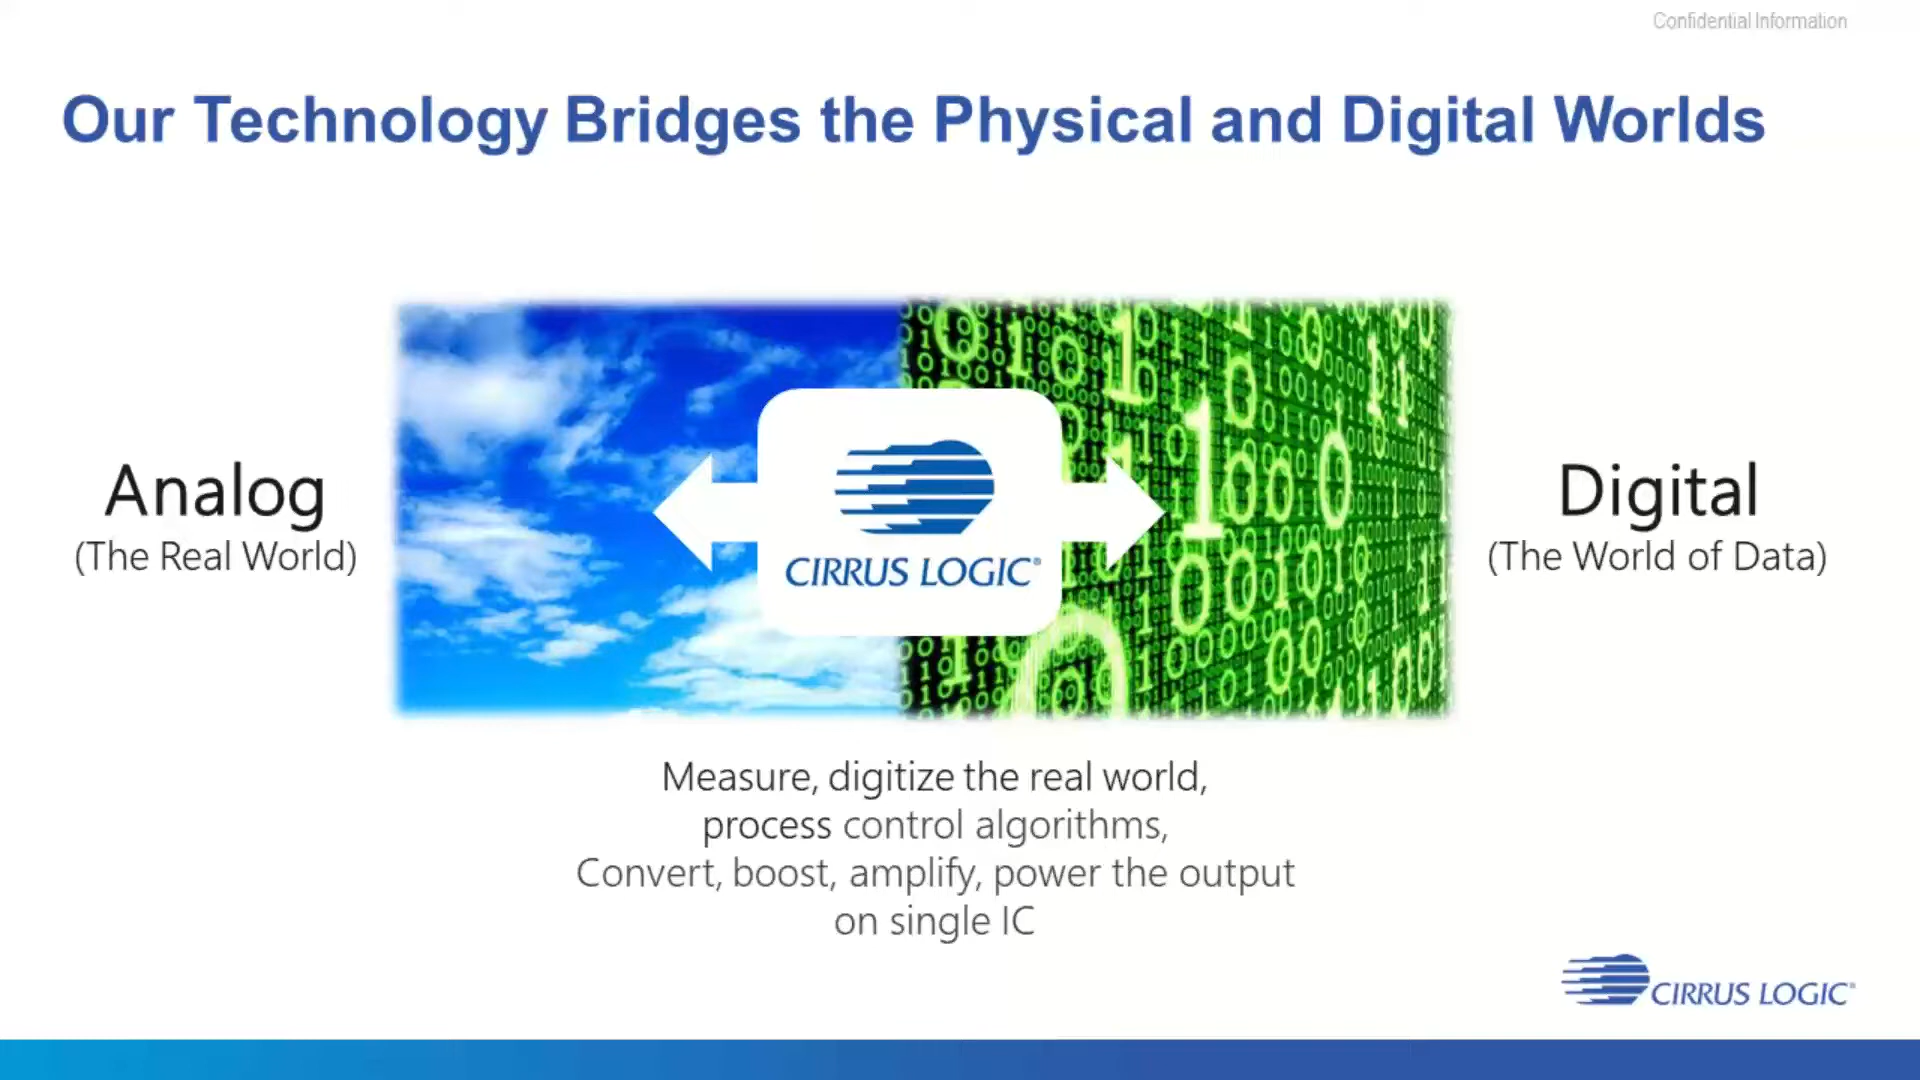 Confidential Information
Our Technology Bridges the Physical and Digital Worlds
Analog
(The Real World)
CIRRUS LOGIC®
Digital
(The World of Data)
Measure, digitize the real world,
process control algorithms,
Convert, boost, amplify, power the output
on single IC
CIRRUS LOGIC®